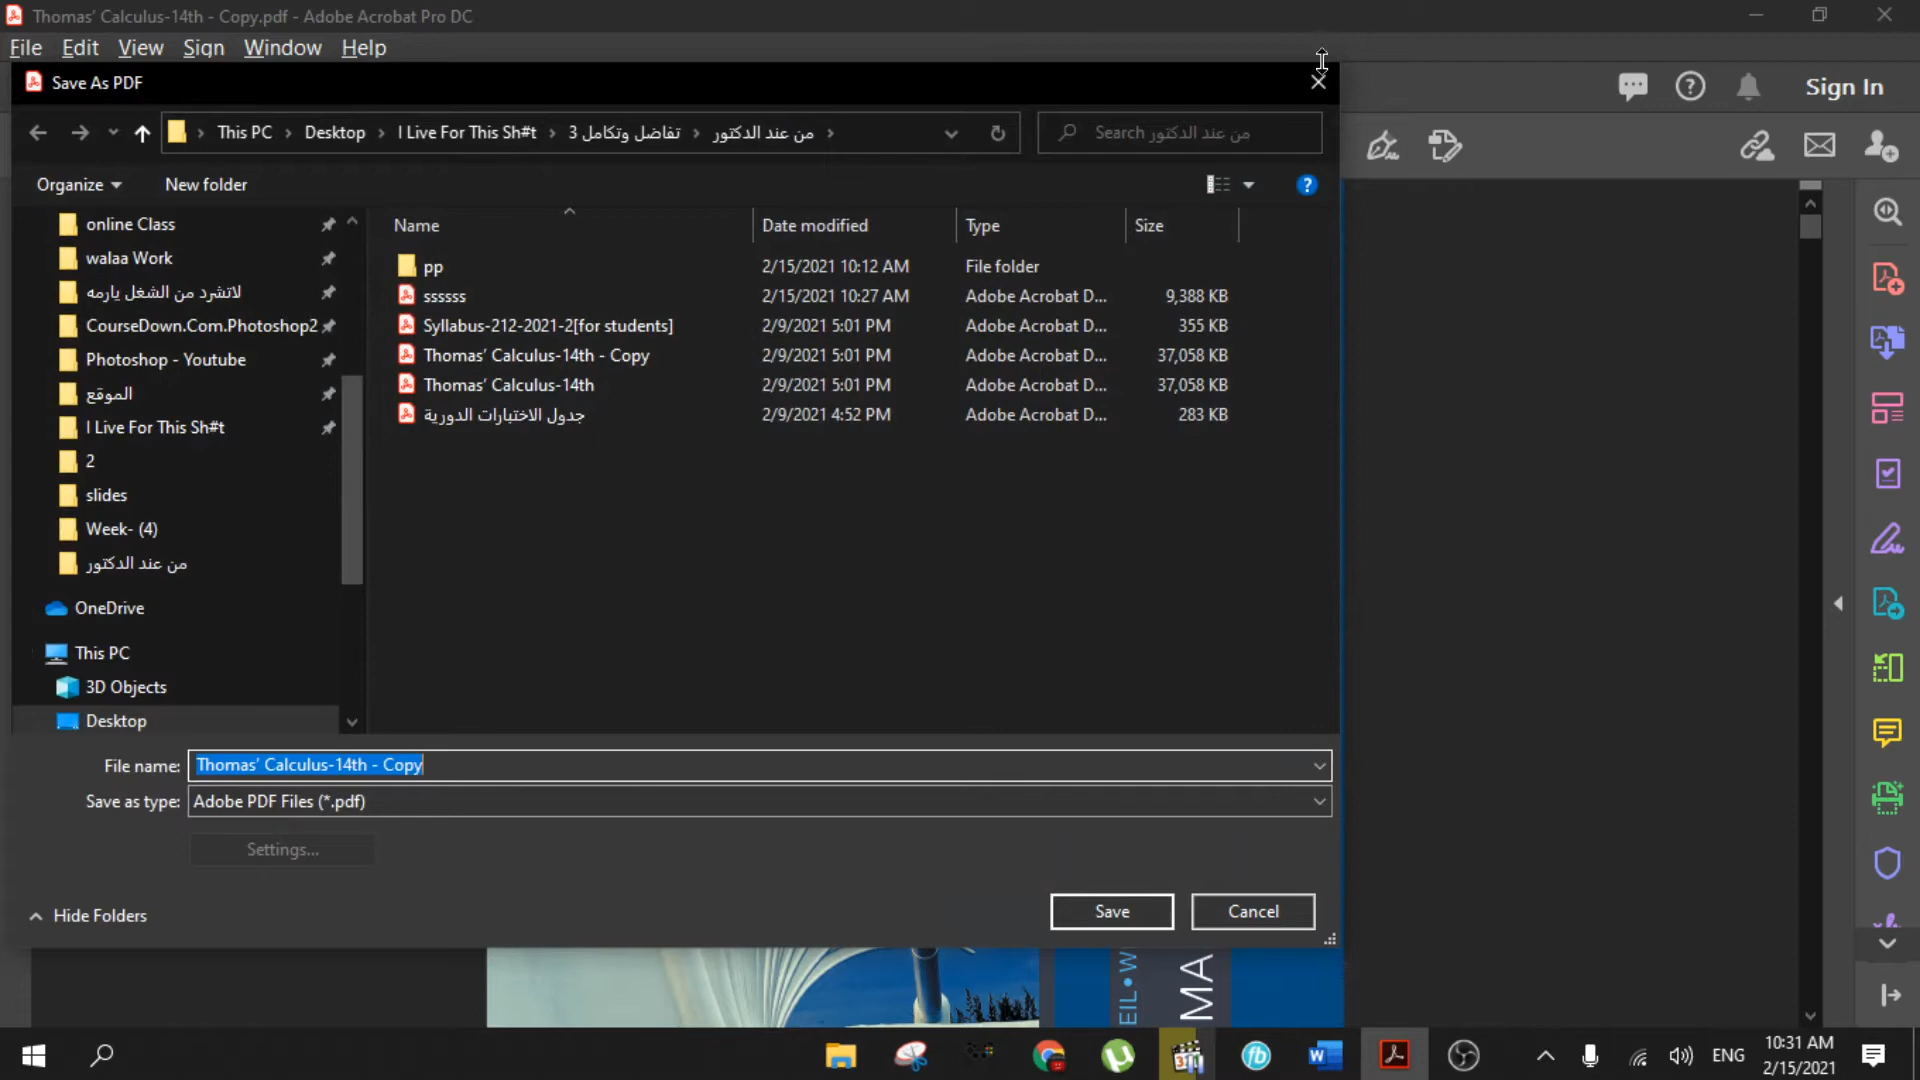 Thomas' Calculus-14th - Copy.pdf - Adobe Acrobat Pro DC
File Edit View Sign Window Help
Save As PDF
Sign In
This PC > Desktop > I Live For This Sh#t > تفاضل وتكامل 3 > من عند الدكتور >
Search من عند الدكتور
Organize New folder
Name Date modified Type Size
online Class
walaa Work
لاتشرد من الشغل يارمه
CourseDown.Com.Photoshop2
Photoshop - Youtube
الموقع
I Live For This Sh#t
2
slides
Week- (4)
من عند الدكتور
OneDrive
This PC
3D Objects
Desktop
pp 2/15/2021 10:12 AM File folder
ssssss 2/15/2021 10:27 AM Adobe Acrobat D... 9,388 KB
Syllabus-212-2021-2[for students] 2/9/2021 5:01 PM Adobe Acrobat D... 355 KB
Thomas' Calculus-14th - Copy 2/9/2021 5:01 PM Adobe Acrobat D... 37,058 KB
Thomas' Calculus-14th 2/9/2021 5:01 PM Adobe Acrobat D... 37,058 KB
جدول الاختبارات الدورية 2/9/2021 4:52 PM Adobe Acrobat D... 283 KB
File name: Thomas' Calculus-14th - Copy
Save as type: Adobe PDF Files (*.pdf)
Settings...
Hide Folders
Save Cancel
EIL•W
MA
ENG
10:31 AM
2/15/2021